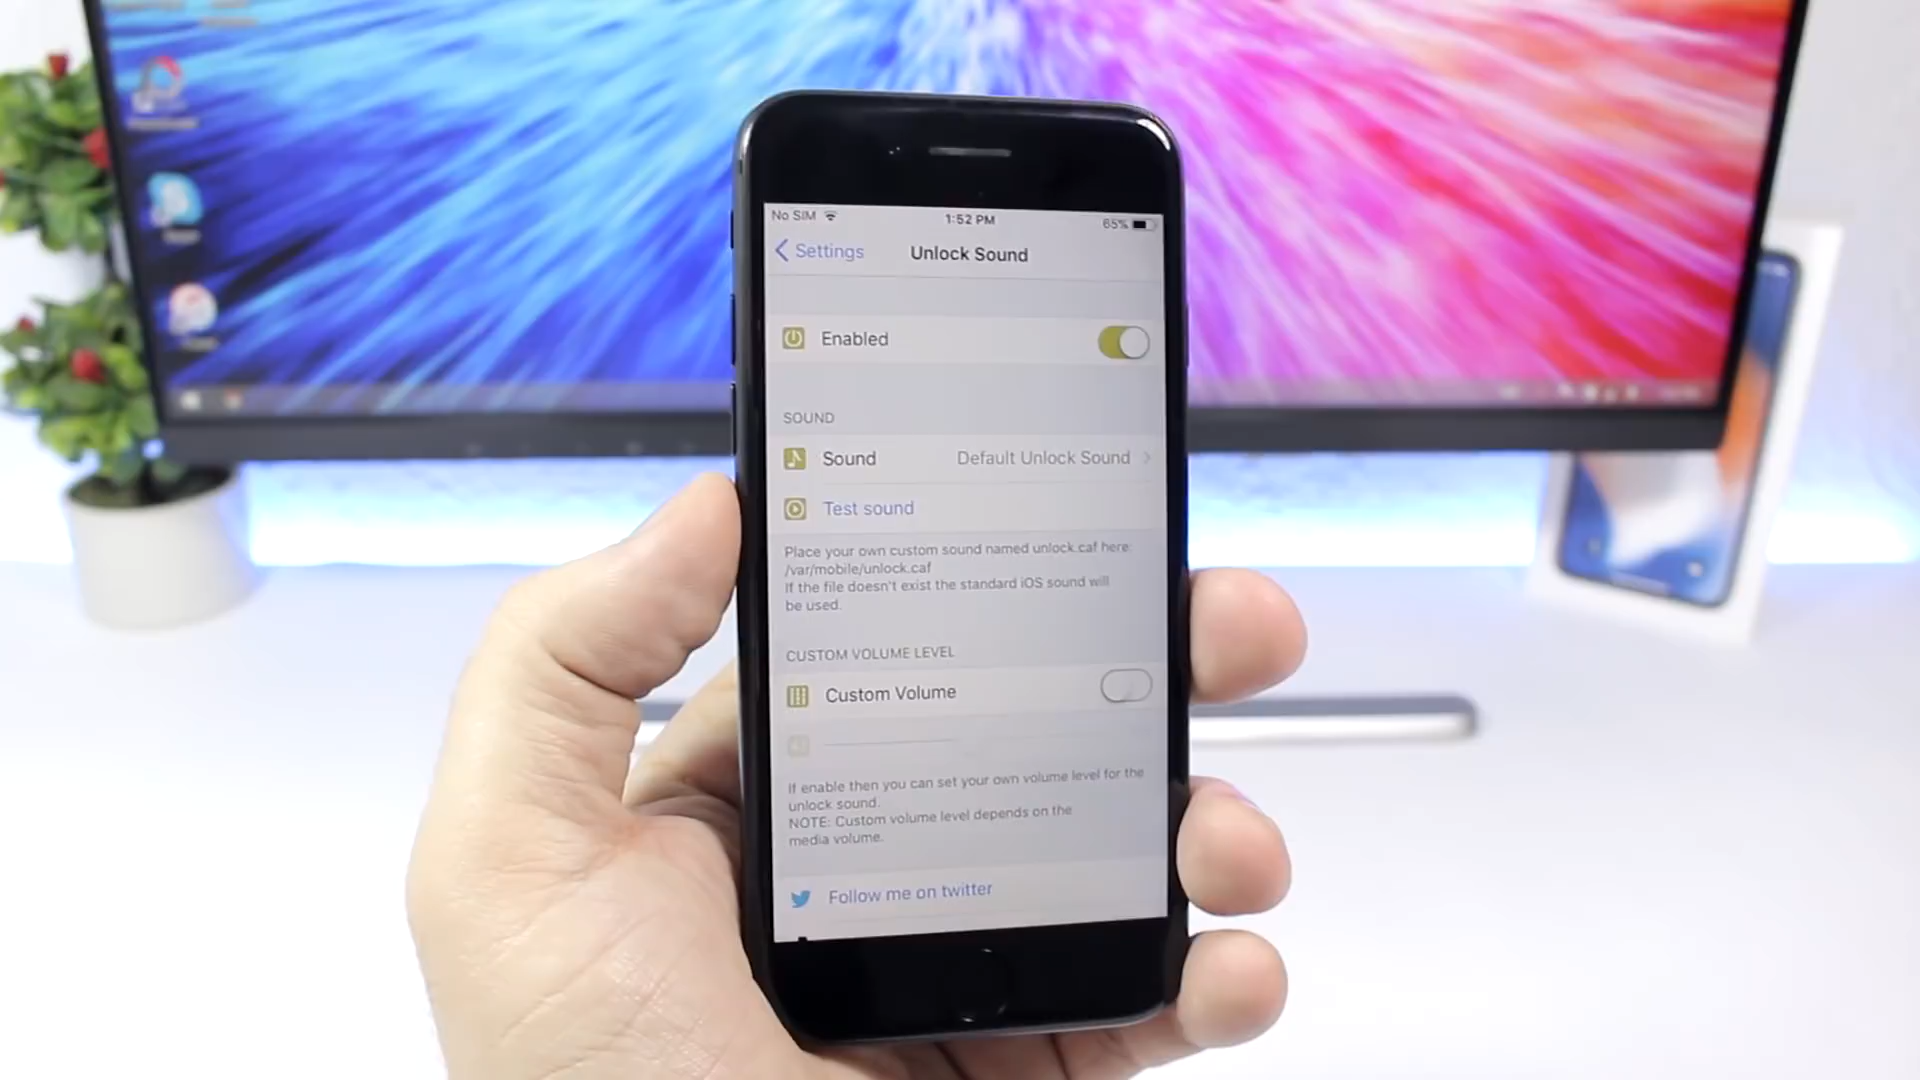 No SIM
1:52 PM
65%
Settings
Unlock Sound
Enabled
SOUND
Sound
Default Unlock Sound
Test sound
Place your own custom sound named unlock.caf here:
/var/mobile/unlock.caf
If the file doesn't exist the standard iOS sound will
be used.
CUSTOM VOLUME LEVEL
Custom Volume
If enable then you can set your own volume level for the
unlock sound.
NOTE: Custom volume level depends on the
media volume.
Follow me on twitter